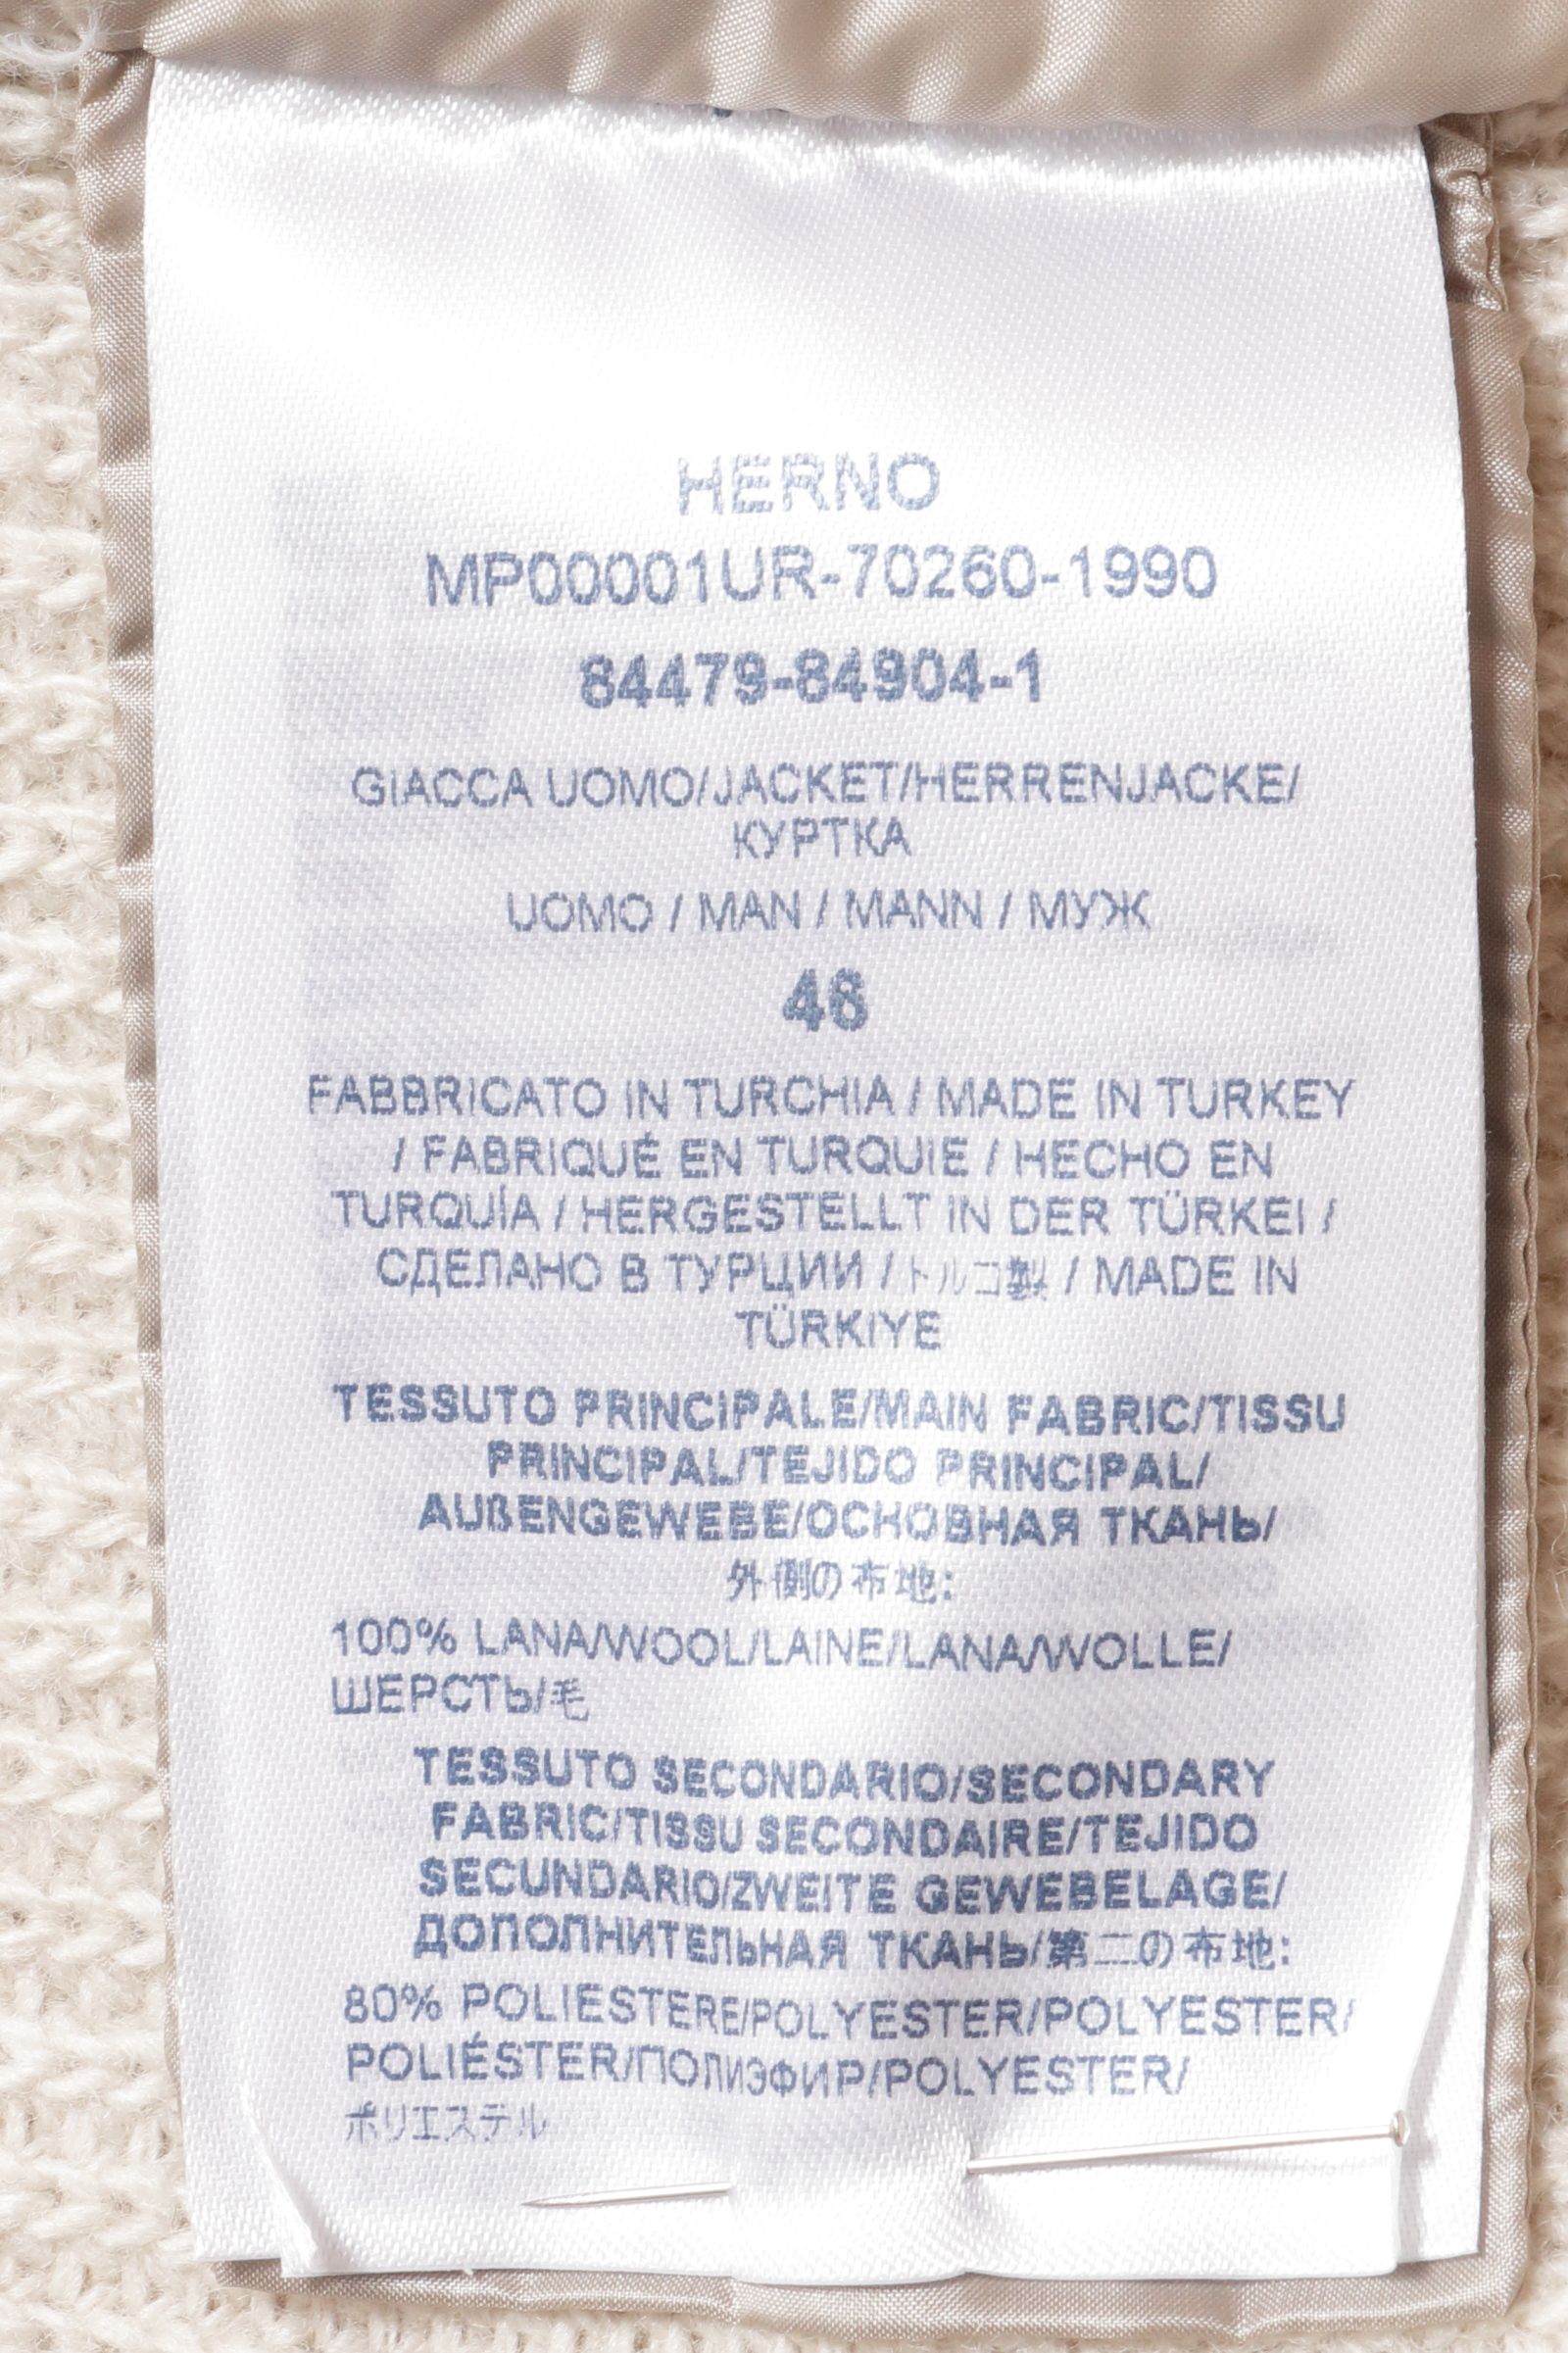 HERNO
MP00001UR-70260-1990
84479-84904-1
GIACCA UOMO/JACKET/HERRENJACKE/
КУРТКА
UOMO / MAN / MANN / МУЖ
46
FABBRICATO IN TURCHIA / MADE IN TURKEY
/ FABRIQUÉ EN TURQUIE / HECHO EN
TURQUÍA / HERGESTELLT IN DER TÜRKEI /
СДЕЛАНО В ТУРЦИИ / トルコ製 / MADE IN
TÜRKIYE
TESSUTO PRINCIPALE/MAIN FABRIC/TISSU
PRINCIPAL/TEJIDO PRINCIPAL/
AUßENGEWEBE/ОСНОВНАЯ ТКАНЬ/
外側の布地:
100% LANA/WOOL/LAINE/LANA/WOLLE/
ШЕРСТЬ/毛
TESSUTO SECONDARIO/SECONDARY
FABRIC/TISSU SECONDAIRE/TEJIDO
SECUNDARIO/ZWEITE GEWEBELAGE/
ДОПОЛНИТЕЛЬНАЯ ТКАНЬ/第二の布地:
80% POLIESTERE/POLYESTER/POLYESTER/
POLIÉSTER/ПОЛИЭФИР/POLYESTER/
ポリエステル